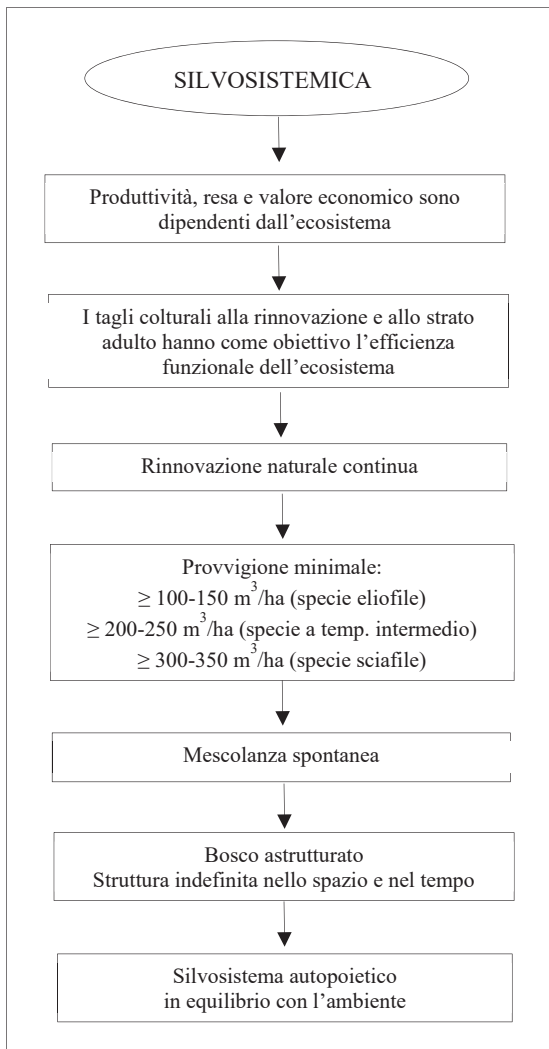 SILVOSISTEMICA
Produttività, resa e valore economico sono
dipendenti dall’ecosistema
I tagli colturali alla rinnovazione e allo strato
adulto hanno come obiettivo l’efficienza
funzionale dell’ecosistema
Rinnovazione naturale continua
Provvigione minimale:
≥ 100-150 m³/ha (specie eliofile)
≥ 200-250 m³/ha (specie a temp. intermedio)
≥ 300-350 m³/ha (specie sciafile)
Mescolanza spontanea
Bosco astrutturato
Struttura indefinita nello spazio e nel tempo
Silvosistema autopoietico
in equilibrio con l’ambiente